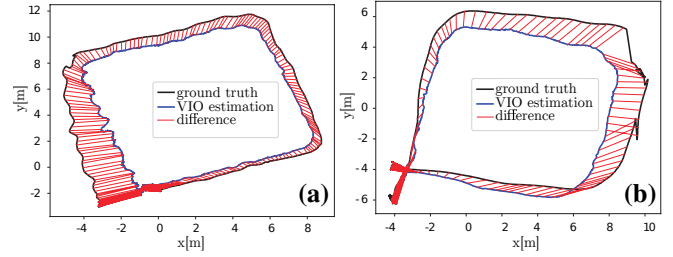 12
10
8
6
4
2
0
-2
y[m]
-4 -2 0 2 4 6 8
x[m]
ground truth
VIO estimation
difference
(a)
6
4
2
0
-2
-4
-6
y[m]
-4 -2 0 2 4 6 8 10
x[m]
ground truth
VIO estimation
difference
(b)